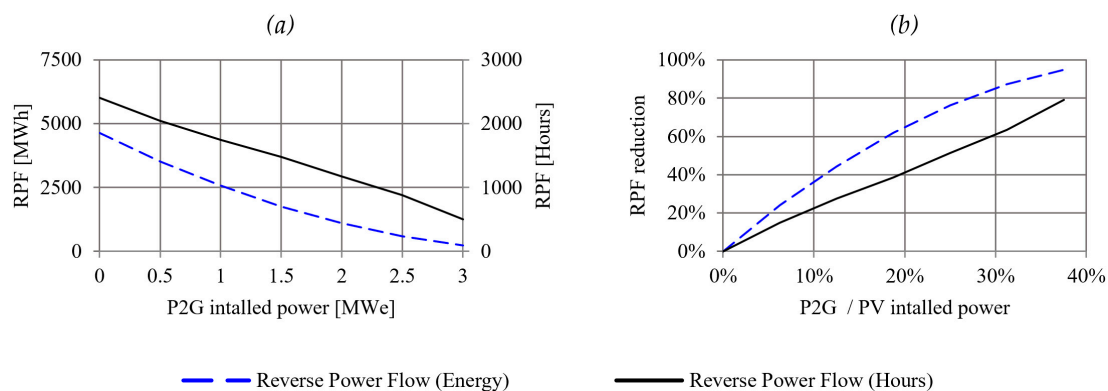 (a)
7500
5000
2500
0
RPF [MWh]
3000
2000
1000
0
RPF [Hours]
0 0.5 1 1.5 2 2.5 3
P2G intalled power [MWe]
(b)
100%
80%
60%
40%
20%
0%
RPF reduction
0% 10% 20% 30% 40%
P2G / PV intalled power
Reverse Power Flow (Energy)
Reverse Power Flow (Hours)